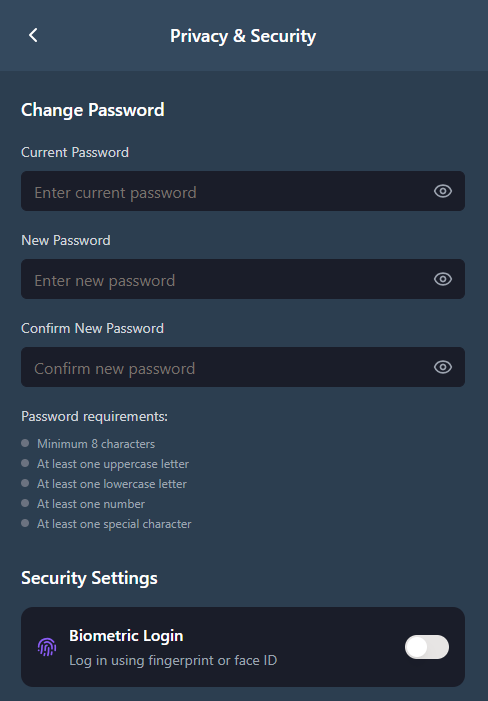 Privacy & Security
Change Password
Current Password
Enter current password
New Password
Enter new password
Confirm New Password
Confirm new password
Password requirements:
Minimum 8 characters
At least one uppercase letter
At least one lowercase letter
At least one number
At least one special character
Security Settings
Biometric Login
Log in using fingerprint or face ID